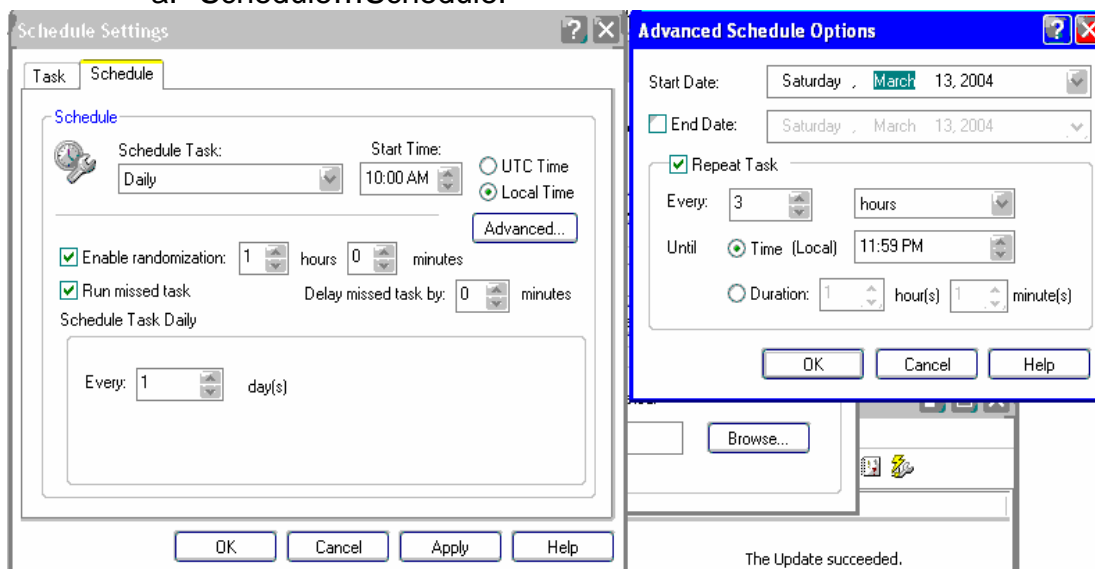 a. Schedule...Schedule.
Schedule Settings
Task Schedule
Schedule
Schedule Task:
Start Time:
Daily
10:00 AM
UTC Time
Local Time
Advanced...
Enable randomization: 1 hours 0 minutes
Run missed task
Delay missed task by: 0 minutes
Schedule Task Daily
Every: 1 day(s)
OK Cancel Apply Help
Advanced Schedule Options
Start Date: Saturday , March 13, 2004
End Date: Saturday , March 13, 2004
Repeat Task
Every: 3 hours
Until Time (Local) 11:59 PM
Duration: 1 hour(s) 1 minute(s)
OK Cancel Help
Browse...
The Update succeeded.